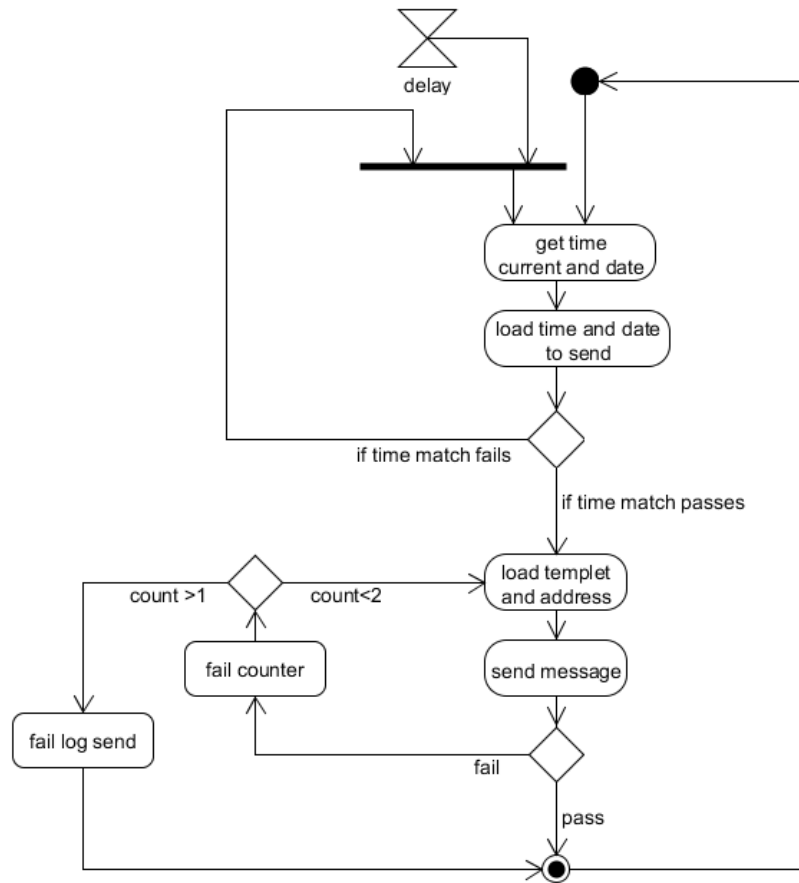 delay
get time
current and date
load time and date
to send
if time match fails
if time match passes
count >1
count<2
load templet
and address
fail counter
send message
fail log send
fail
pass